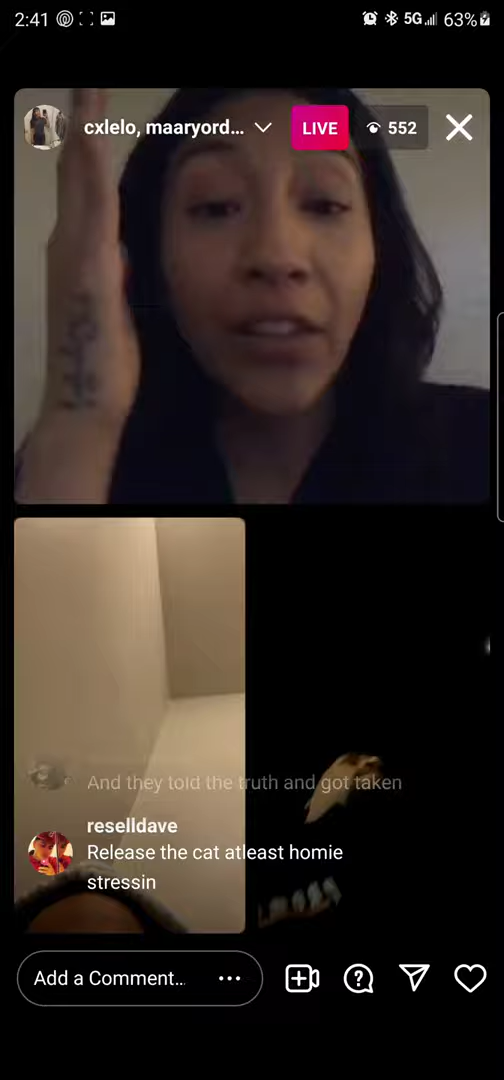 2:41
5G
63%
cxlelo, maaryord...
LIVE
552
And they told the truth and got taken
reselldave
Release the cat atleast homie
stressin
Add a Comment...